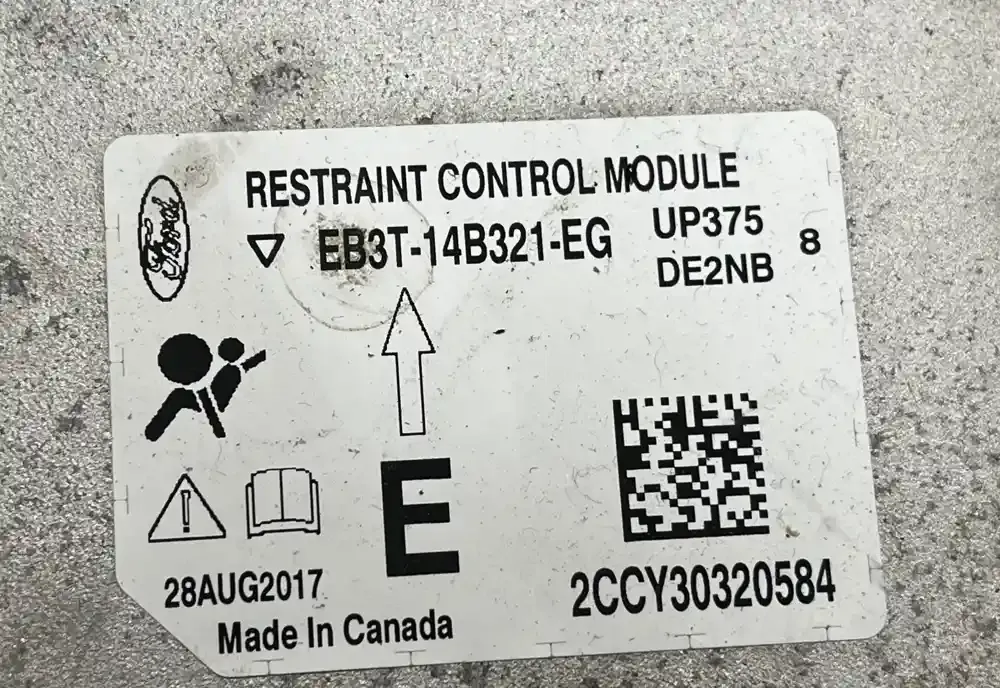 Ford
RESTRAINT CONTROL MODULE
EB3T-14B321-EG
UP375
DE2NB
8
E
28AUG2017
Made In Canada
2CCY30320584